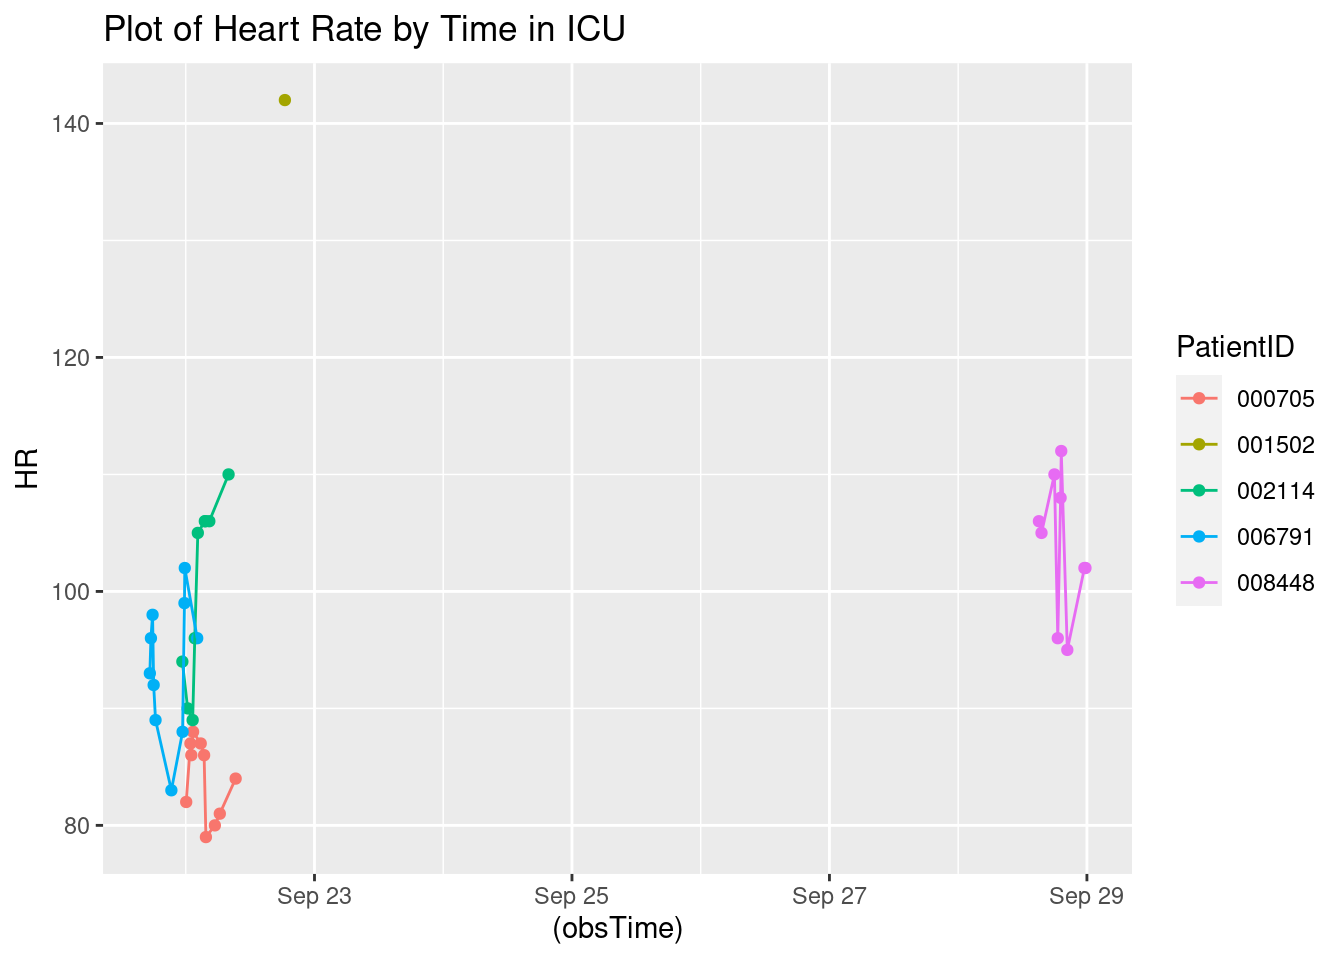 Plot of Heart Rate by Time in ICU
140
120
100
80
HR
Sep 23
Sep 25
Sep 27
Sep 29
(obsTime)
PatientID
000705
001502
002114
006791
008448